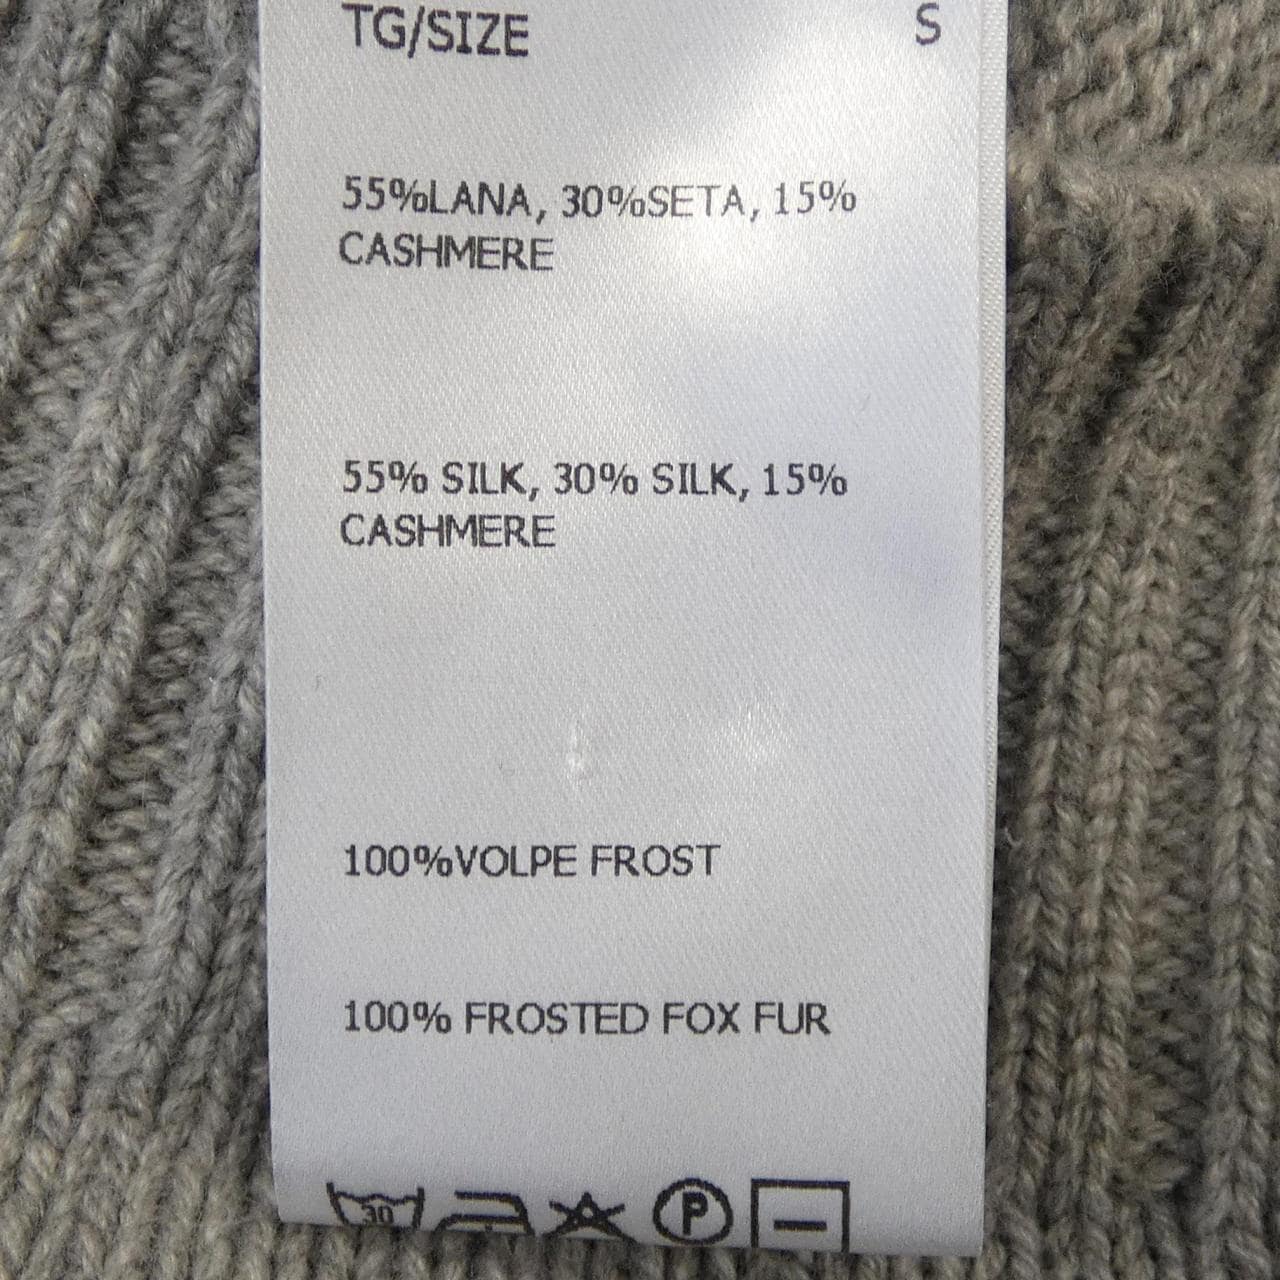 TG/SIZE S
55%LANA, 30%SETA, 15%
CASHMERE
55% SILK, 30% SILK, 15%
CASHMERE
100%VOLPE FROST
100% FROSTED FOX FUR
30 P